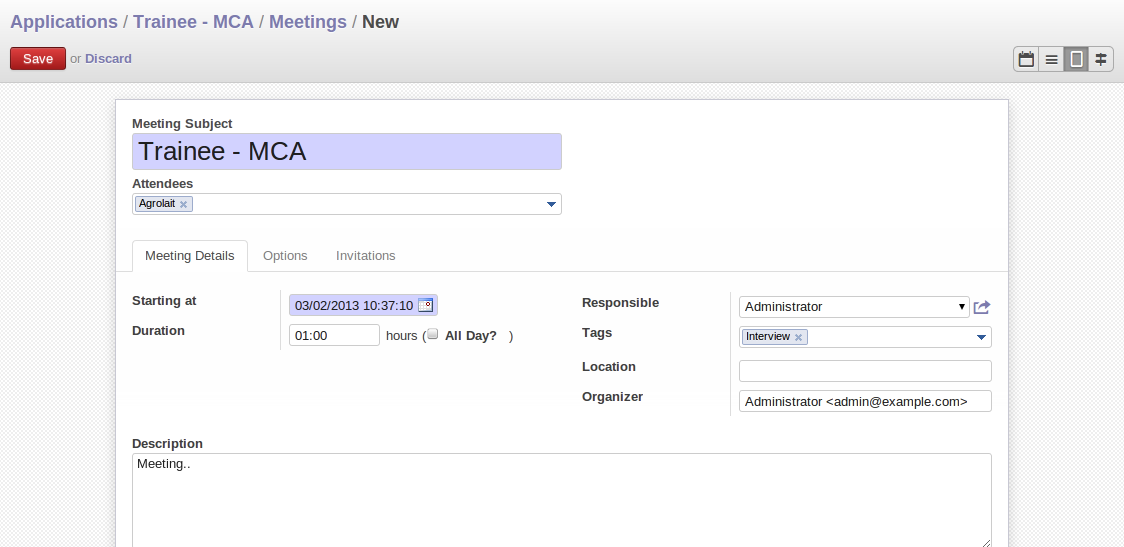 Applications / Trainee - MCA / Meetings / New
Save or Discard
Meeting Subject
Trainee - MCA
Attendees
Agrolait
Meeting Details Options Invitations
Starting at 03/02/2013 10:37:10
Duration 01:00 hours ( All Day? )
Responsible Administrator
Tags Interview
Location
Organizer Administrator <admin@example.com>
Description
Meeting..